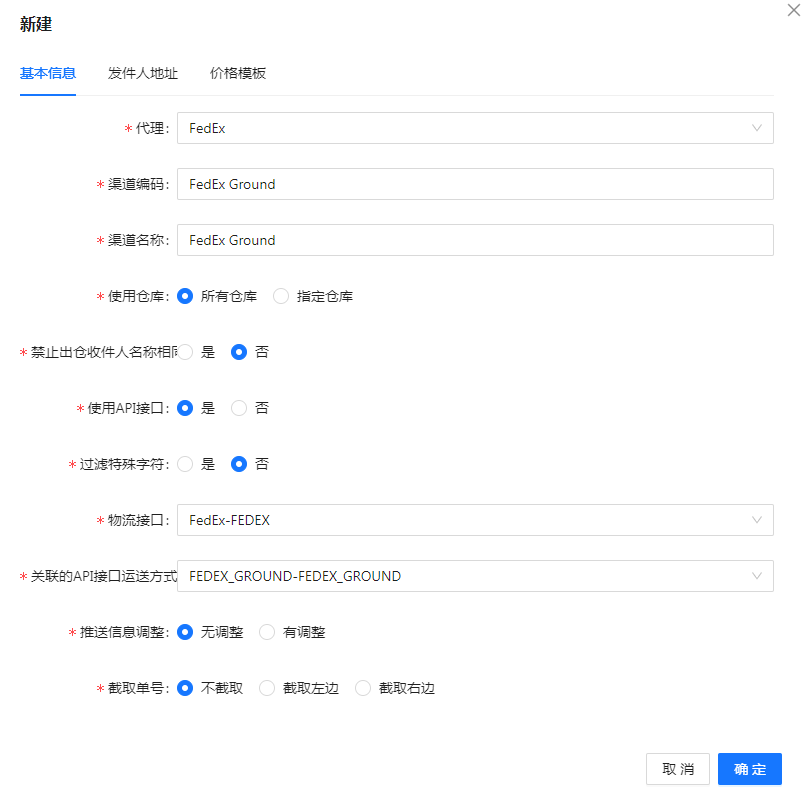 新建
基本信息 发件人地址 价格模板
* 代理: FedEx
* 渠道编码: FedEx Ground
* 渠道名称: FedEx Ground
* 使用仓库: 所有仓库 指定仓库
* 禁止出仓收件人名称相同 是 否
* 使用API接口: 是 否
* 过滤特殊字符: 是 否
* 物流接口: FedEx-FEDEX
* 关联的API接口运送方式 FEDEX_GROUND-FEDEX_GROUND
* 推送信息调整: 无调整 有调整
* 截取单号: 不截取 截取左边 截取右边
取 消 确 定